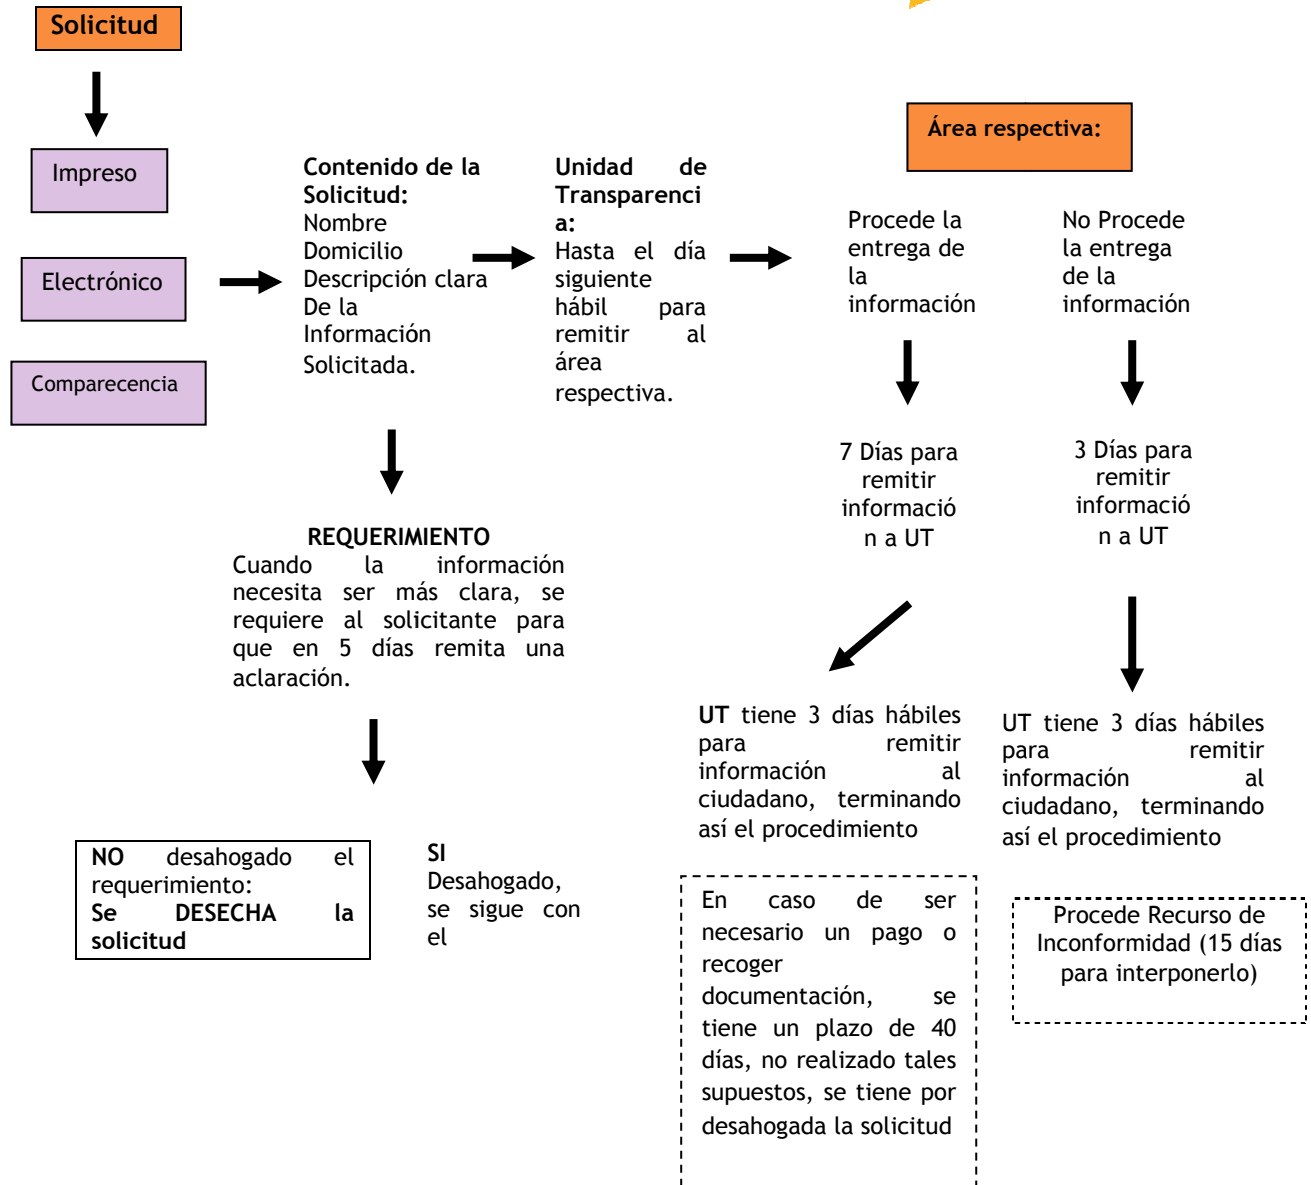 Solicitud
Impreso
Electrónico
Comparecencia
Contenido de la
Solicitud:
Nombre
Domicilio
Descripción clara
De la
Información
Solicitada.
Unidad de
Transparenci
a:
Hasta el día
siguiente
hábil para
remitir al
área
respectiva.
Área respectiva:
Procede la
entrega de
la
información
No Procede
la entrega
de la
información
7 Días para
remitir
informació
n a UT
3 Días para
remitir
informació
n a UT
REQUERIMIENTO
Cuando la información
necesita ser más clara, se
requiere al solicitante para
que en 5 días remita una
aclaración.
NO desahogado el
requerimiento:
Se DESECHA la
solicitud
SI
Desahogado,
se sigue con
el
UT tiene 3 días hábiles
para remitir
información al
ciudadano, terminando
así el procedimiento
UT tiene 3 días hábiles
para remitir
información al
ciudadano, terminando
así el procedimiento
En caso de ser
necesario un pago o
recoger
documentación, se
tiene un plazo de 40
días, no realizado tales
supuestos, se tiene por
desahogada la solicitud
Procede Recurso de
Inconformidad (15 días
para interponerlo)